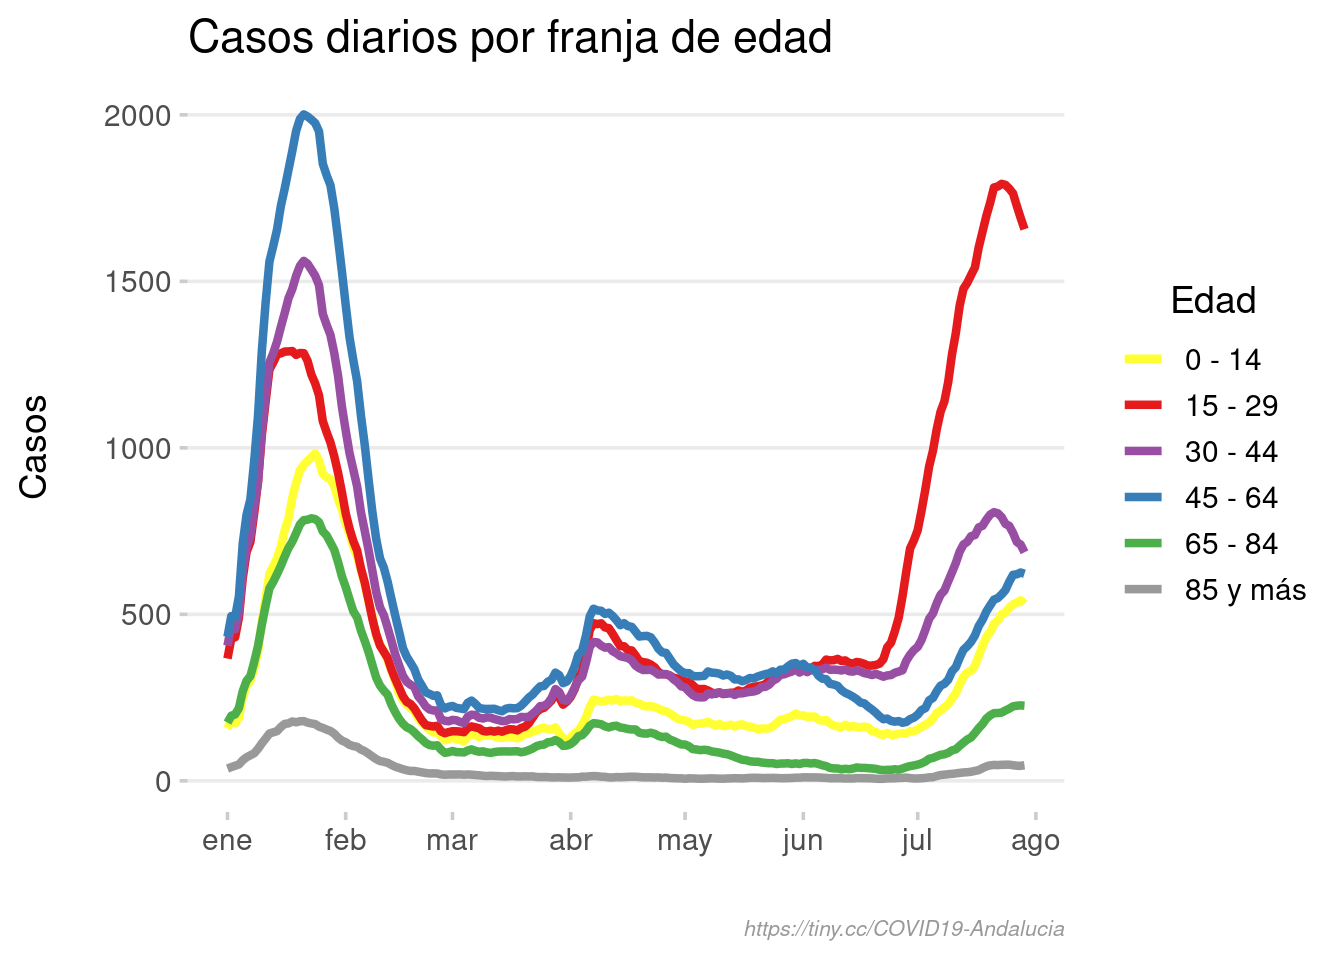 Casos diarios por franja de edad
Casos
2000
1500
1000
500
0
ene feb mar abr may jun jul ago
Edad
0 - 14
15 - 29
30 - 44
45 - 64
65 - 84
85 y más
https://tiny.cc/COVID19-Andalucia